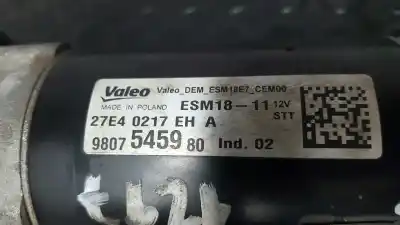 Valeo Valeo_DEM_ESM18E7_CEM00
MADE IN POLAND ESM18-11 12V
STT
27E4 0217 EH A
9807 5459 80 Ind. 02